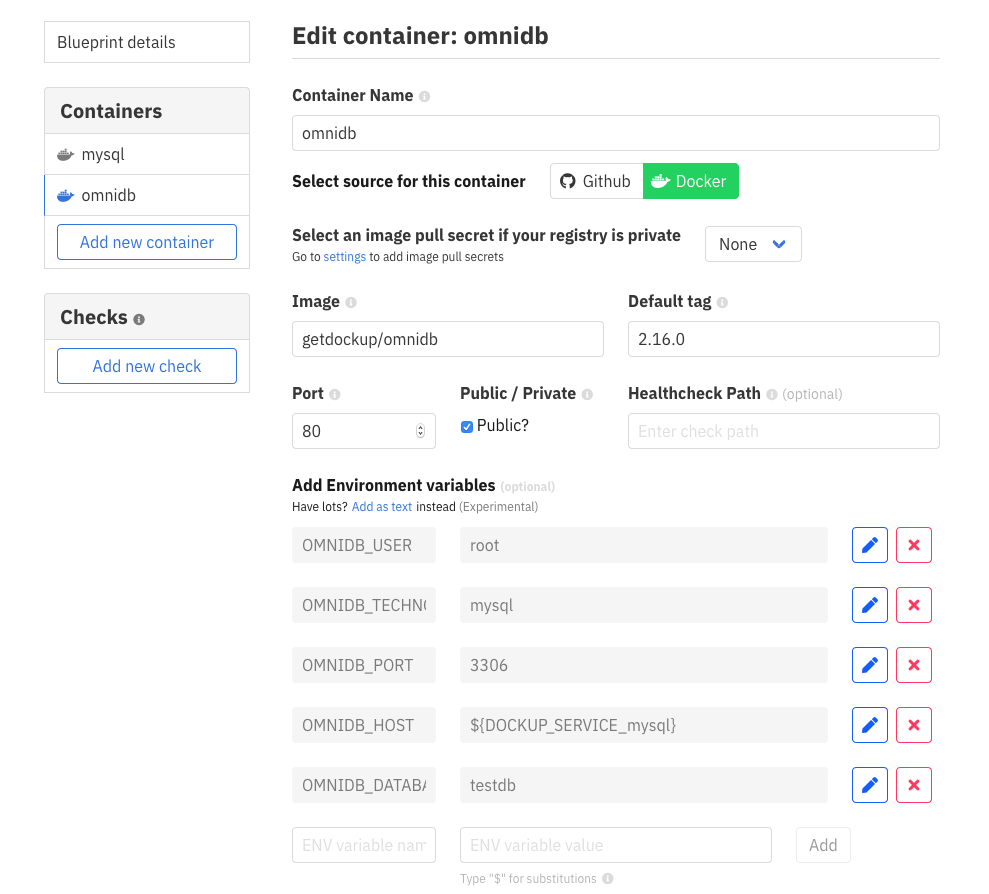 Blueprint details
Containers
mysql
omnidb
Add new container
Checks
Add new check
Edit container: omnidb
Container Name
omnidb
Select source for this container
Github
Docker
Select an image pull secret if your registry is private
Go to settings to add image pull secrets
None
Image
Default tag
getdockup/omnidb
2.16.0
Port
Public / Private
Healthcheck Path (optional)
80
Public?
Enter check path
Add Environment variables (optional)
Have lots? Add as text instead (Experimental)
OMNIDB_USER
root
OMNIDB_TECHNO
mysql
OMNIDB_PORT
3306
OMNIDB_HOST
${DOCKUP_SERVICE_mysql}
OMNIDB_DATABA
testdb
ENV variable nam
ENV variable value
Add
Type "$" for substitutions